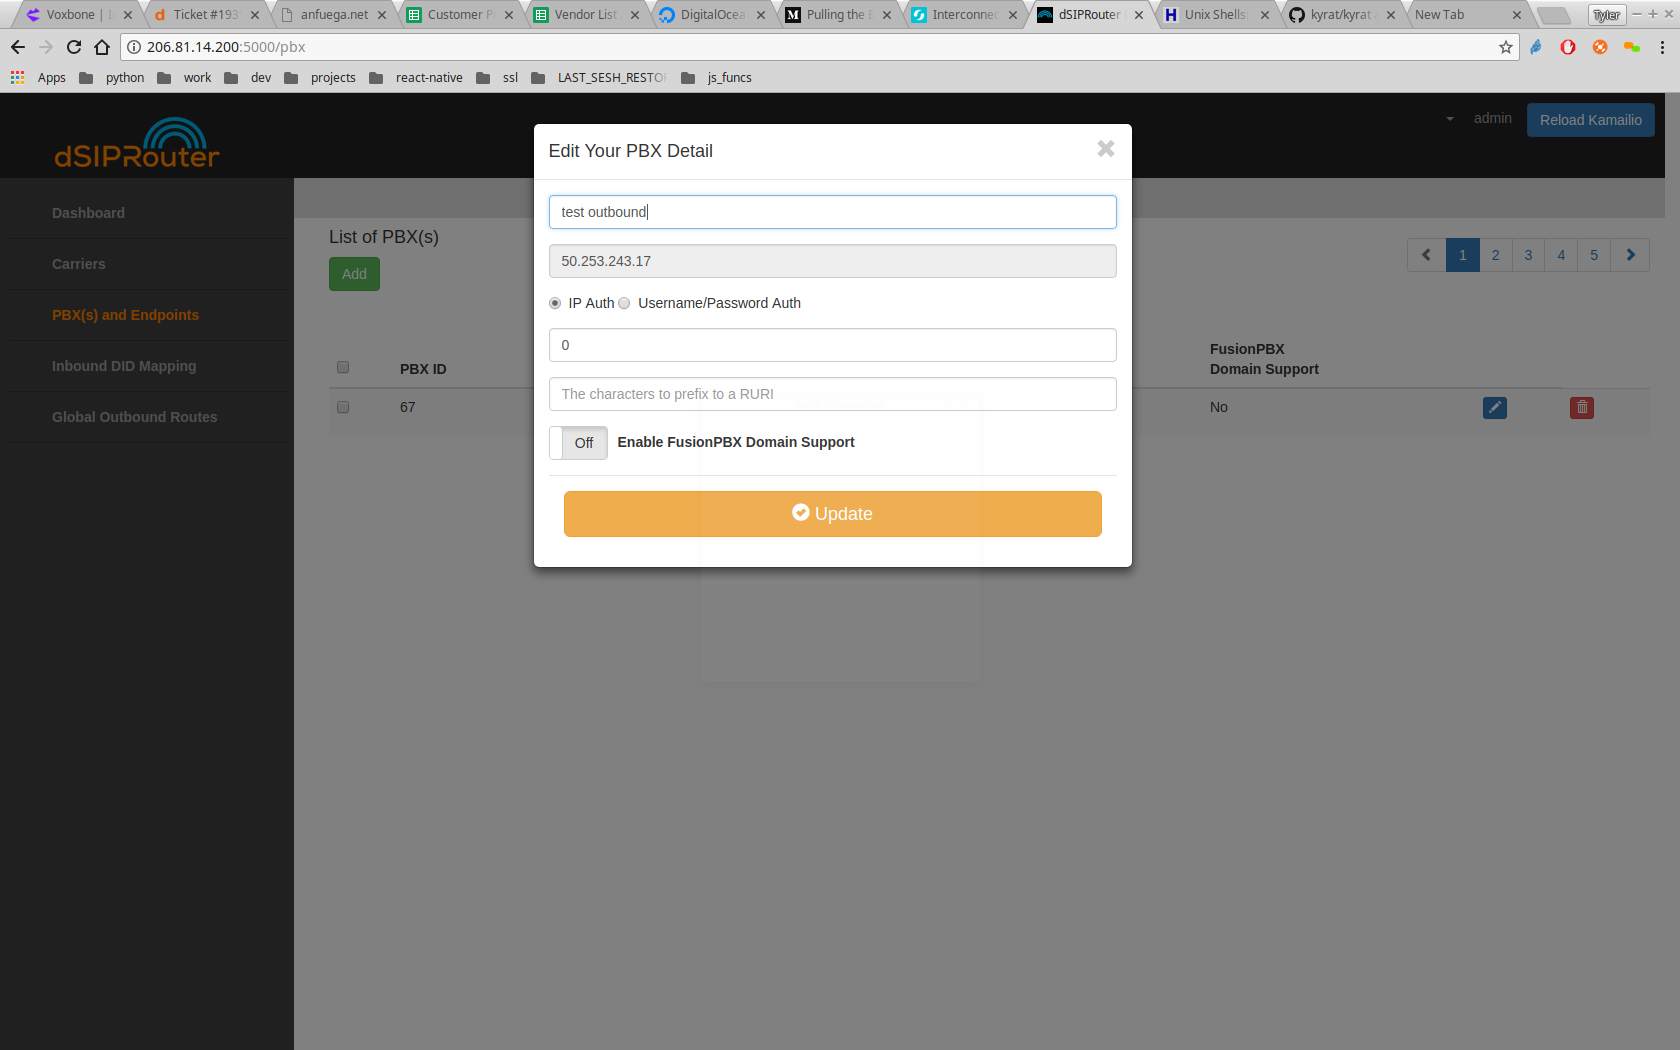 Voxbone | Ticket #193 anfuega.net Customer P Vendor List DigitalOcea Pulling the Interconnec dSIPRouter Unix Shells: kyrat/kyrat New Tab Tyler
206.81.14.200:5000/pbx
Apps python work dev projects react-native ssl LAST_SESH_RESTO js_funcs
dSIPRouter
admin
Reload Kamailio
Dashboard
Carriers
PBX(s) and Endpoints
Inbound DID Mapping
Global Outbound Routes
List of PBX(s)
Add
1 2 3 4 5
PBX ID
FusionPBX
Domain Support
67
No
Edit Your PBX Detail
test outbound
50.253.243.17
IP Auth Username/Password Auth
0
The characters to prefix to a RURI
Off Enable FusionPBX Domain Support
Update